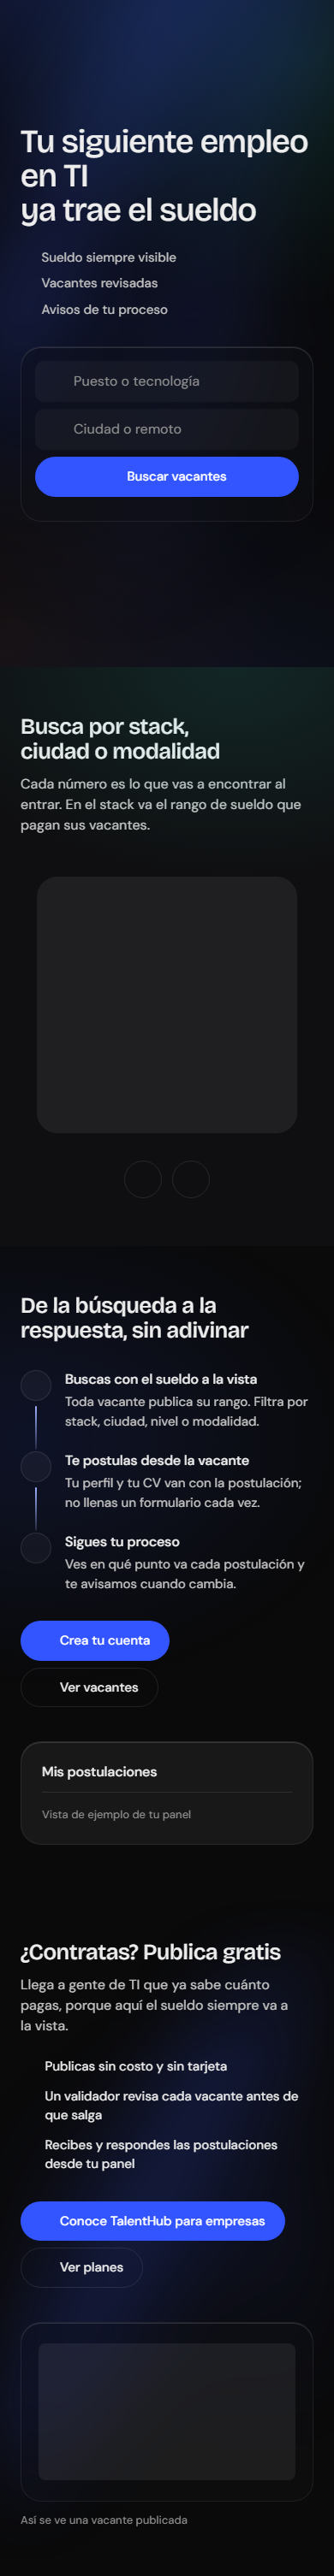 Tu siguiente empleo
en TI
ya trae el sueldo
Sueldo siempre visible
Vacantes revisadas
Avisos de tu proceso
Puesto o tecnología
Ciudad o remoto
Buscar vacantes
Busca por stack,
ciudad o modalidad
Cada número es lo que vas a encontrar al
entrar. En el stack va el rango de sueldo que
pagan sus vacantes.
De la búsqueda a la
respuesta, sin adivinar
Buscas con el sueldo a la vista
Toda vacante publica su rango. Filtra por
stack, ciudad, nivel o modalidad.
Te postulas desde la vacante
Tu perfil y tu CV van con la postulación;
no llenas un formulario cada vez.
Sigues tu proceso
Ves en qué punto va cada postulación y
te avisamos cuando cambia.
Crea tu cuenta
Ver vacantes
Mis postulaciones
Vista de ejemplo de tu panel
¿Contratas? Publica gratis
Llega a gente de TI que ya sabe cuánto
pagas, porque aquí el sueldo siempre va a
la vista.
Publicas sin costo y sin tarjeta
Un validador revisa cada vacante antes de
que salga
Recibes y respondes las postulaciones
desde tu panel
Conoce TalentHub para empresas
Ver planes
Así se ve una vacante publicada